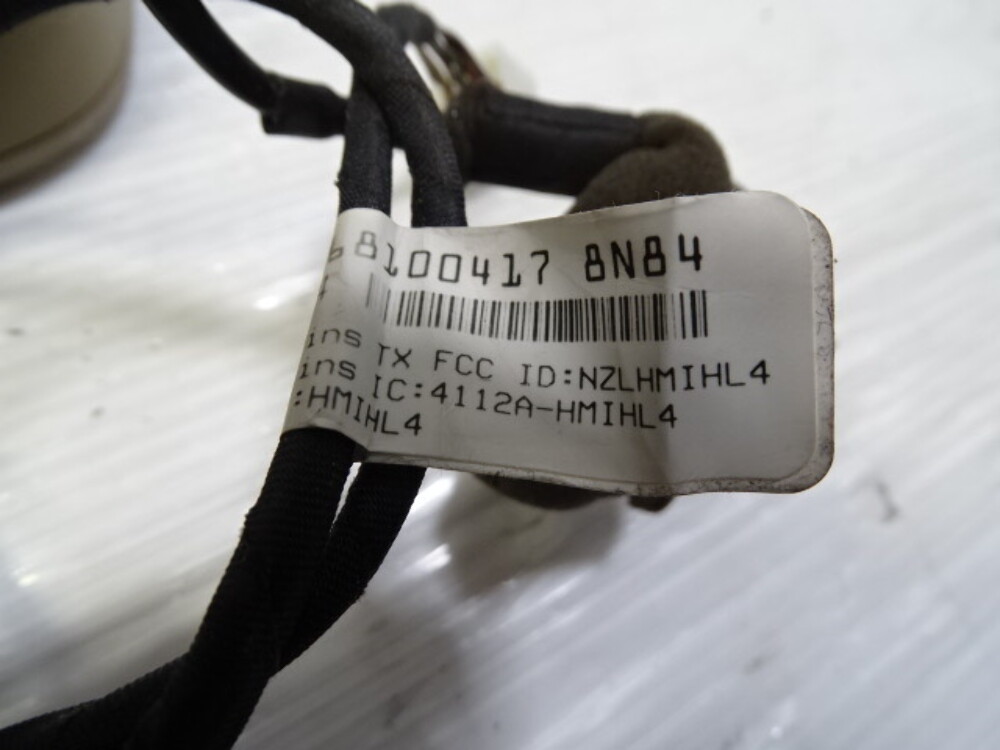 8100417 8N84
ins TX FCC ID:NZLHMIHL4
ins IC:4112A-HMIHL4
:HMIHL4